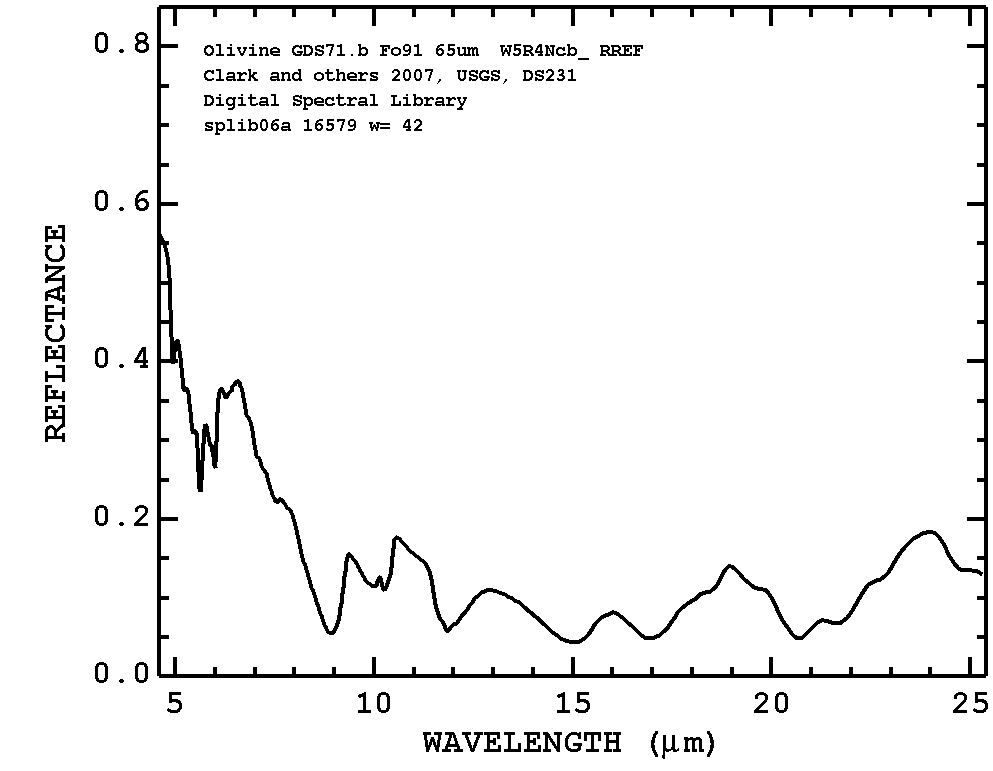 Olivine GDS71.b Fo91 65um W5R4Ncb_ RREF
Clark and others 2007, USGS, DS231
Digital Spectral Library
splib06a 16579 w= 42
0.8
0.6
0.4
0.2
0.0
REFLECTANCE
5 10 15 20 25
WAVELENGTH (μm)